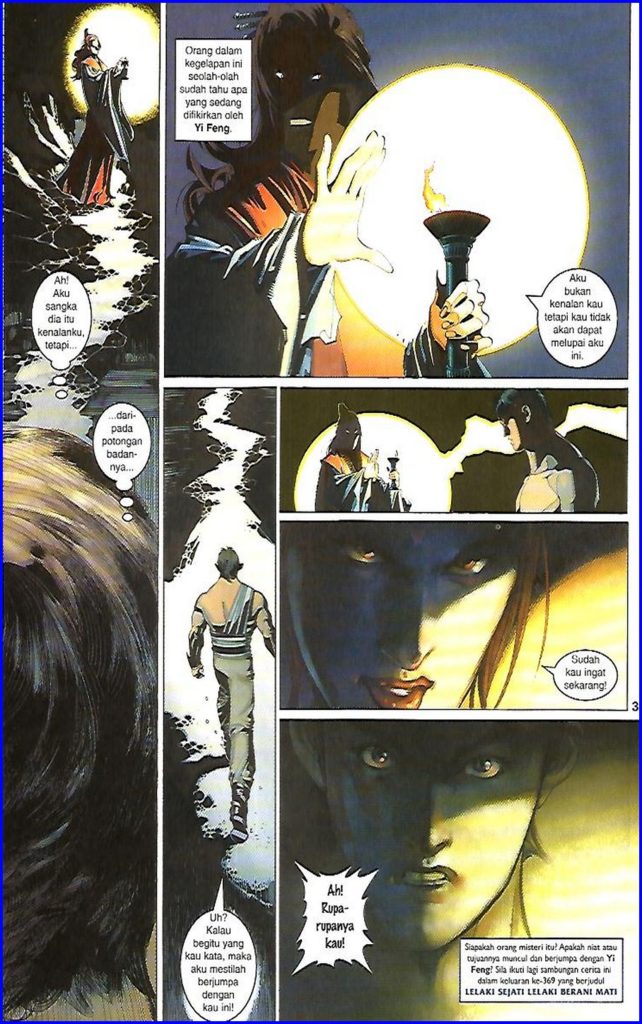 Ah!
Aku
sangka
dia itu
kenalanku,
tetapi...
...dari-
pada
potongan
badan-
nya...
Orang dalam
kegelapan ini
seolah-olah
sudah tahu apa
yang sedang
difikirkan oleh
Yi Feng.
Aku
bukan
kenalan kau
tetapi kau tidak
akan dapat
melupai aku
ini.
Uh?
Kalau
begitu yang
kau kata, maka
aku mestilah
berjumpa
dengan
kau ini!
Sudah
kau ingat
sekarang!
3
Ah!
Rupa-
rupanya
kau!
Siapakah orang misteri itu? Apakah niat atau
tujuannya muncul dan berjumpa dengan Yi
Feng? Sila ikuti lagi sambungan cerita ini
dalam keluaran ke-369 yang berjudul
LELAKI SEJATI LELAKI BERANI MATI